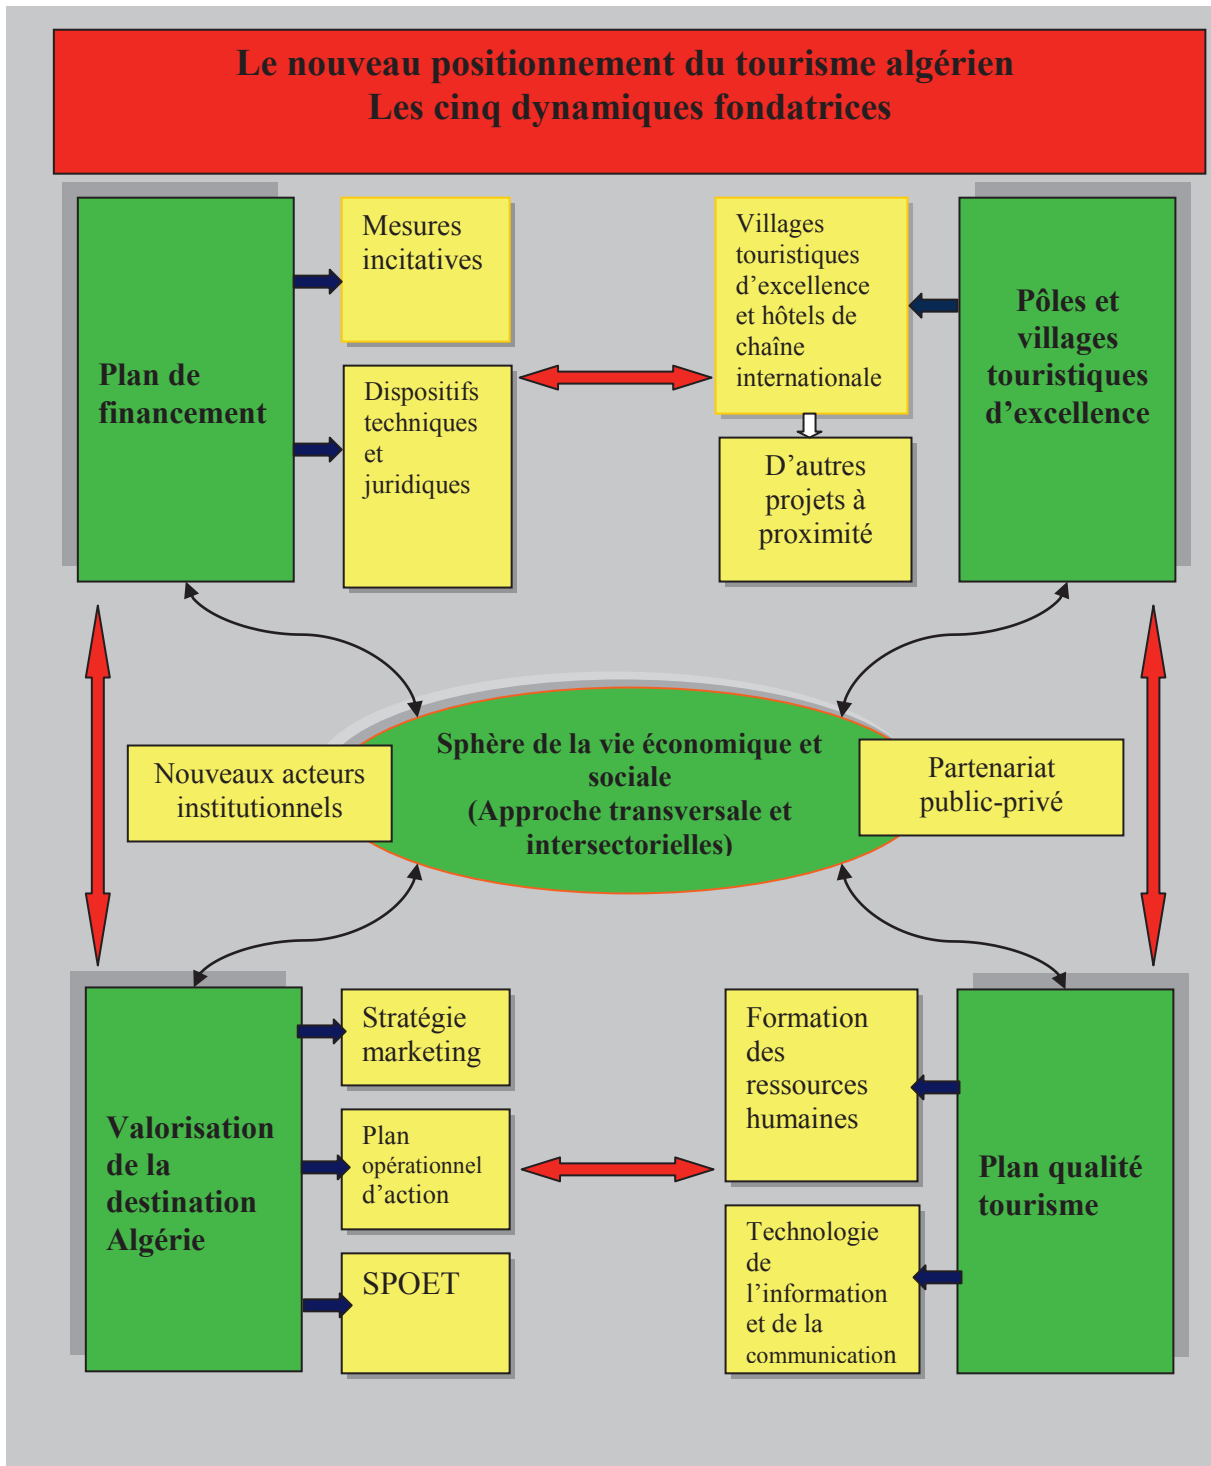 Le nouveau positionnement du tourisme algérien
Les cinq dynamiques fondatrices
Plan de
financement
Mesures
incitatives
Dispositifs
techniques
et
juridiques
Villages
touristiques
d’excellence
et hôtels de
chaîne
internationale
D’autres
projets à
proximité
Pôles et
villages
touristiques
d’excellence
Nouveaux acteurs
institutionnels
Sphère de la vie économique et
sociale
(Approche transversale et
intersectorielles)
Partenariat
public-privé
Valorisation
de la
destination
Algérie
Stratégie
marketing
Plan
opérationnel
d’action
SPOET
Formation
des
ressources
humaines
Technologie
de
l’information
et de la
communication
Plan qualité
tourisme